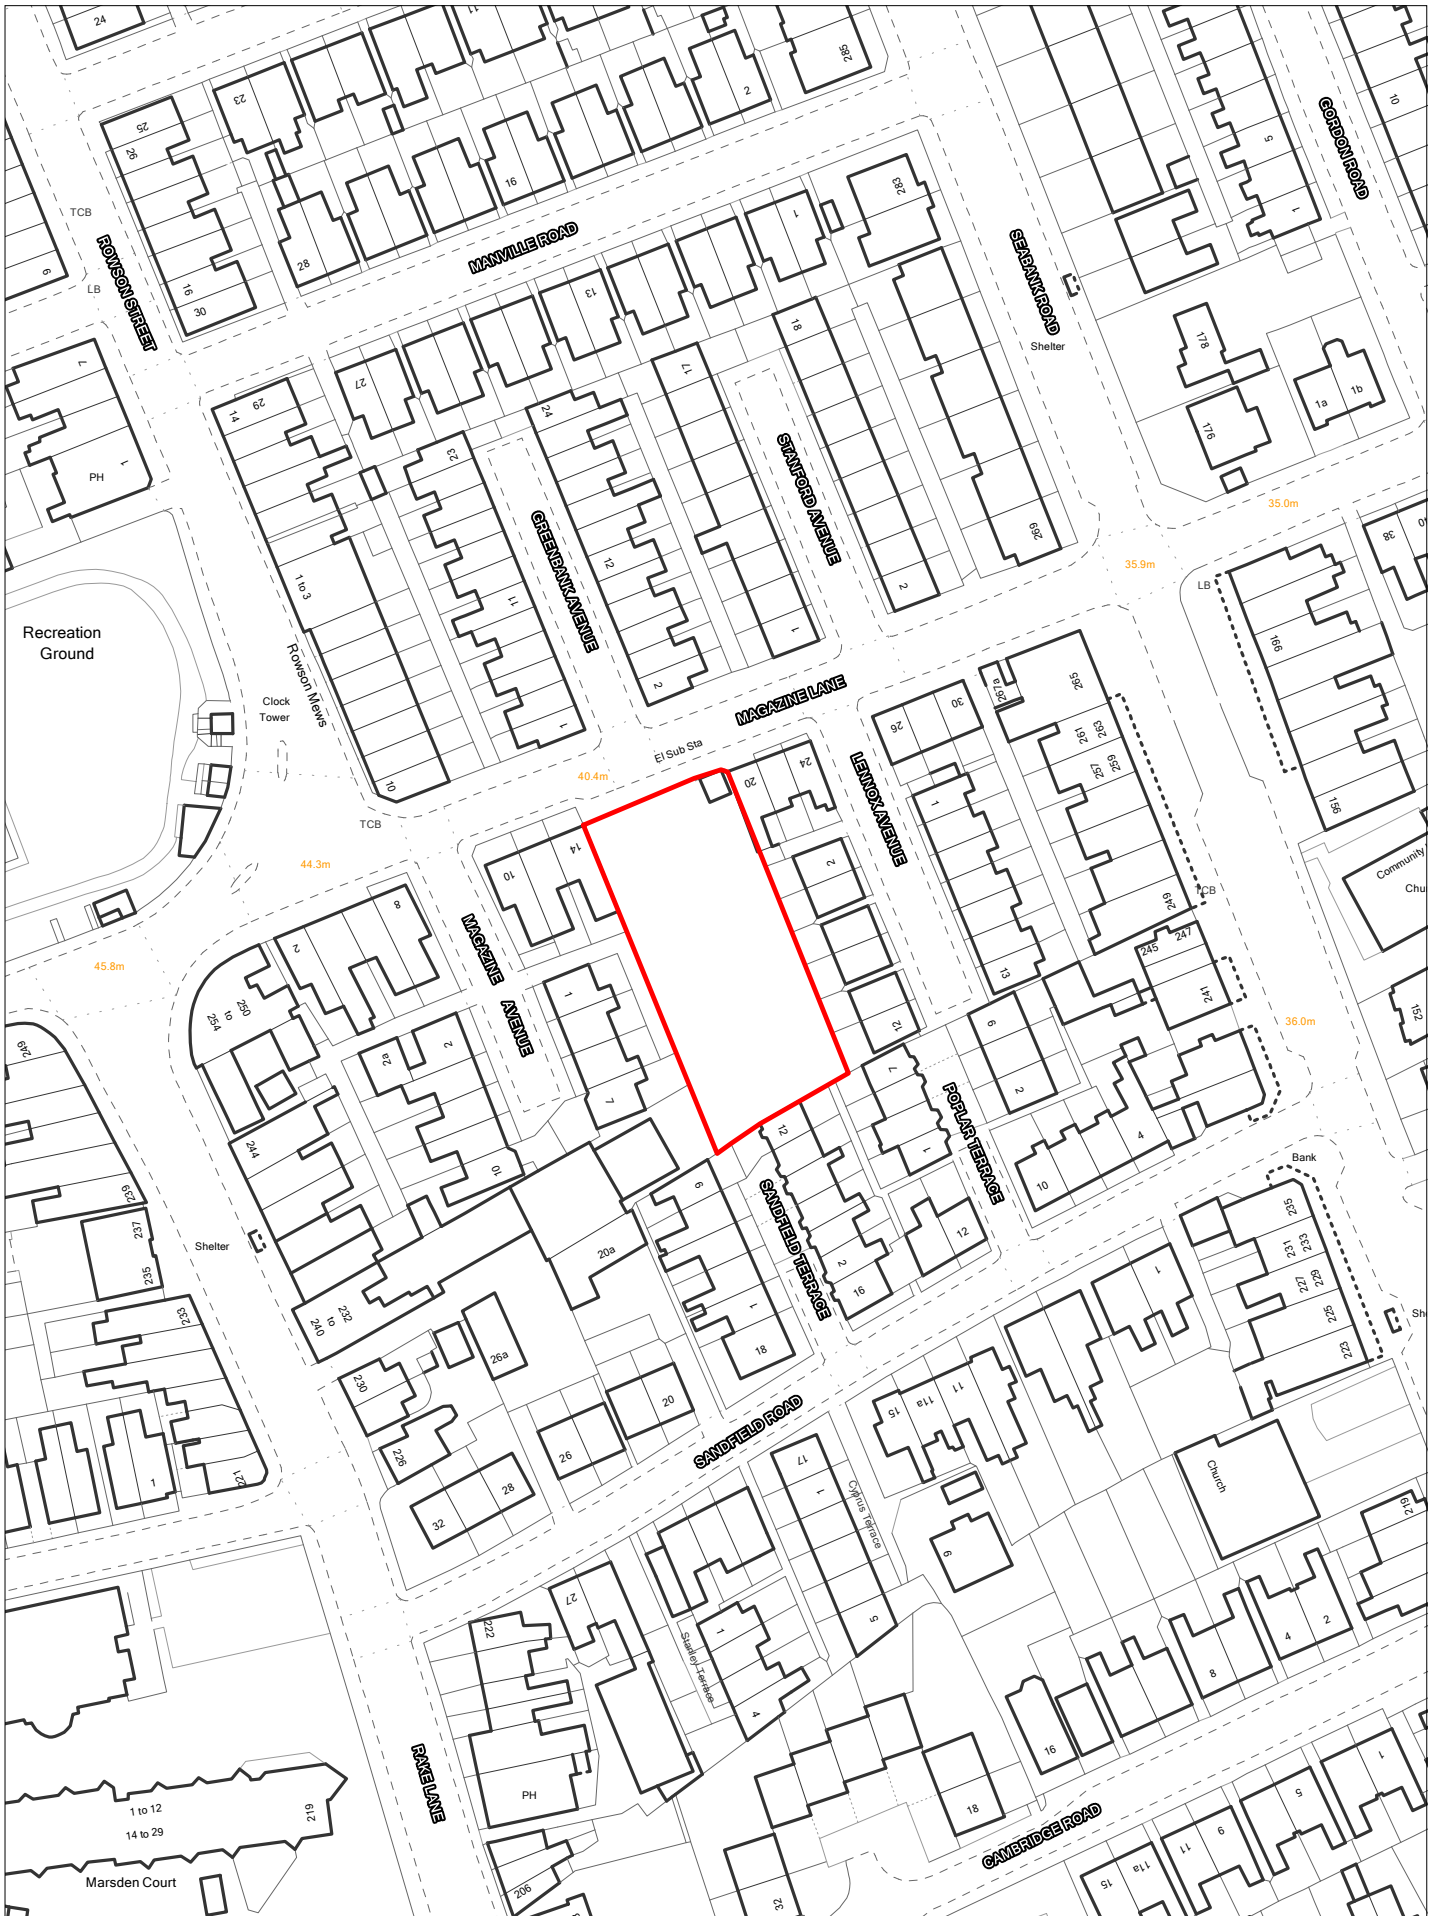 24
11
285
2
23
25
92
16
28
TCB
ROWSON STREET
LB
9
16
30
MANVILLE ROAD
1
283
SEABANK ROAD
Shelter
5
1
GORDON ROAD
10
178
176
1a
1b
7
1
PH
29
14
27
13
18
17
24
23
STANFORD AVENUE
GREENBANK AVENUE
12
11
269
2
1
35.0m
35.9m
38
40
LB
166
156
1 to 3
Rowson Mews
Recreation
Ground
Clock
Tower
10
1
2
MAGAZINE LANE
El Sub Sta
40.4m
TCB
44.3m
45.8m
20
24
26
30
267a
265
263
261
259
257
LENNOX AVENUE
1
2
12
13
249
TCB
247
245
241
Community
Chu
152
36.0m
14
10
8
2
MAGAZINE
AVENUE
250
to
254
2a
2
1
7
10
249
244
239
237
235
233
Shelter
240
to
232
20a
9
1
18
12
2
16
SANDFIELD TERRACE
7
1
POPLAR TERRACE
9
2
4
10
12
Bank
235
233
231
229
227
225
223
Sh
1
230
226
26a
20
26
28
32
SANDFIELD ROAD
15
11a
11
17
1
Cyprus Terrace
5
9
Church
219
221
1
27
222
Stanley Terrace
1
4
PH
RAKE LANE
206
1 to 12
14 to 29
219
Marsden Court
32
18
16
8
4
2
CAMBRIDGE ROAD
15
11a
11
9
5
1